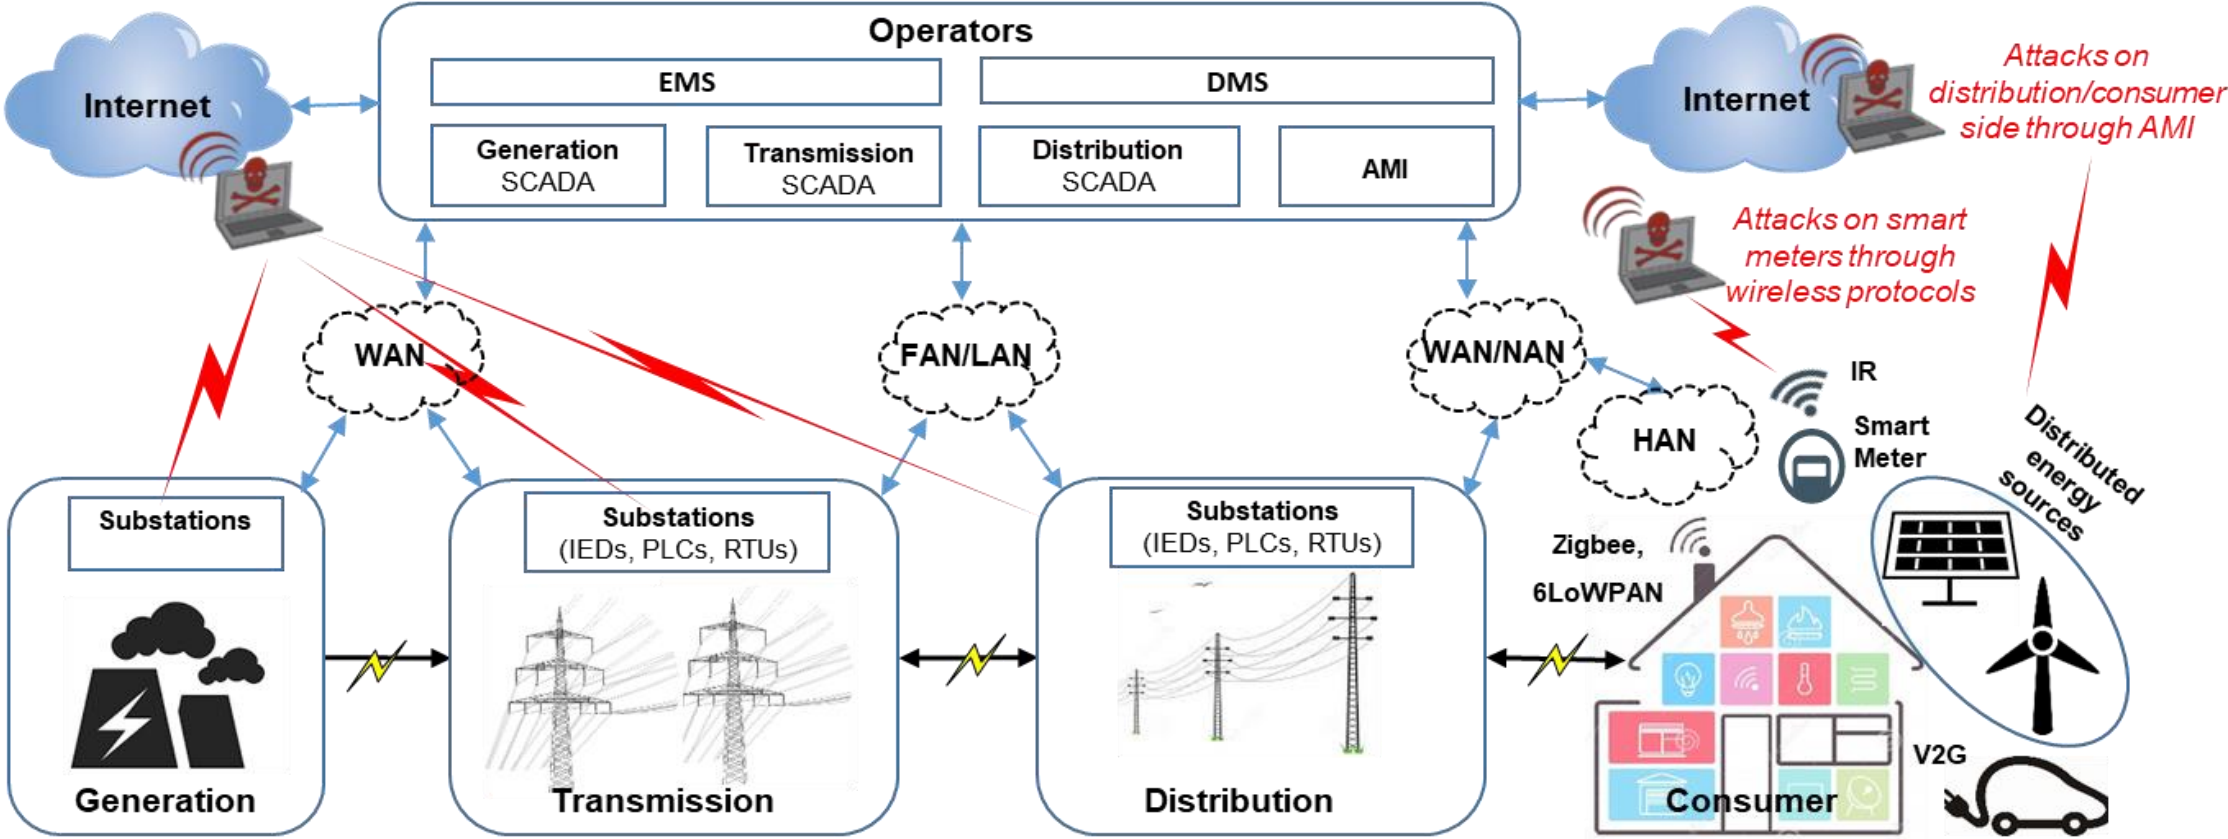 Operators
EMS
DMS
Generation
SCADA
Transmission
SCADA
Distribution
SCADA
AMI
Internet
Internet
Attacks on
distribution/consumer
side through AMI
Attacks on smart
meters through
wireless protocols
WAN
FAN/LAN
WAN/NAN
HAN
IR
Smart
Meter
Distributed
energy
sources
Substations
Substations
(IEDs, PLCs, RTUs)
Substations
(IEDs, PLCs, RTUs)
Zigbee,
6LoWPAN
V2G
Generation
Transmission
Distribution
Consumer